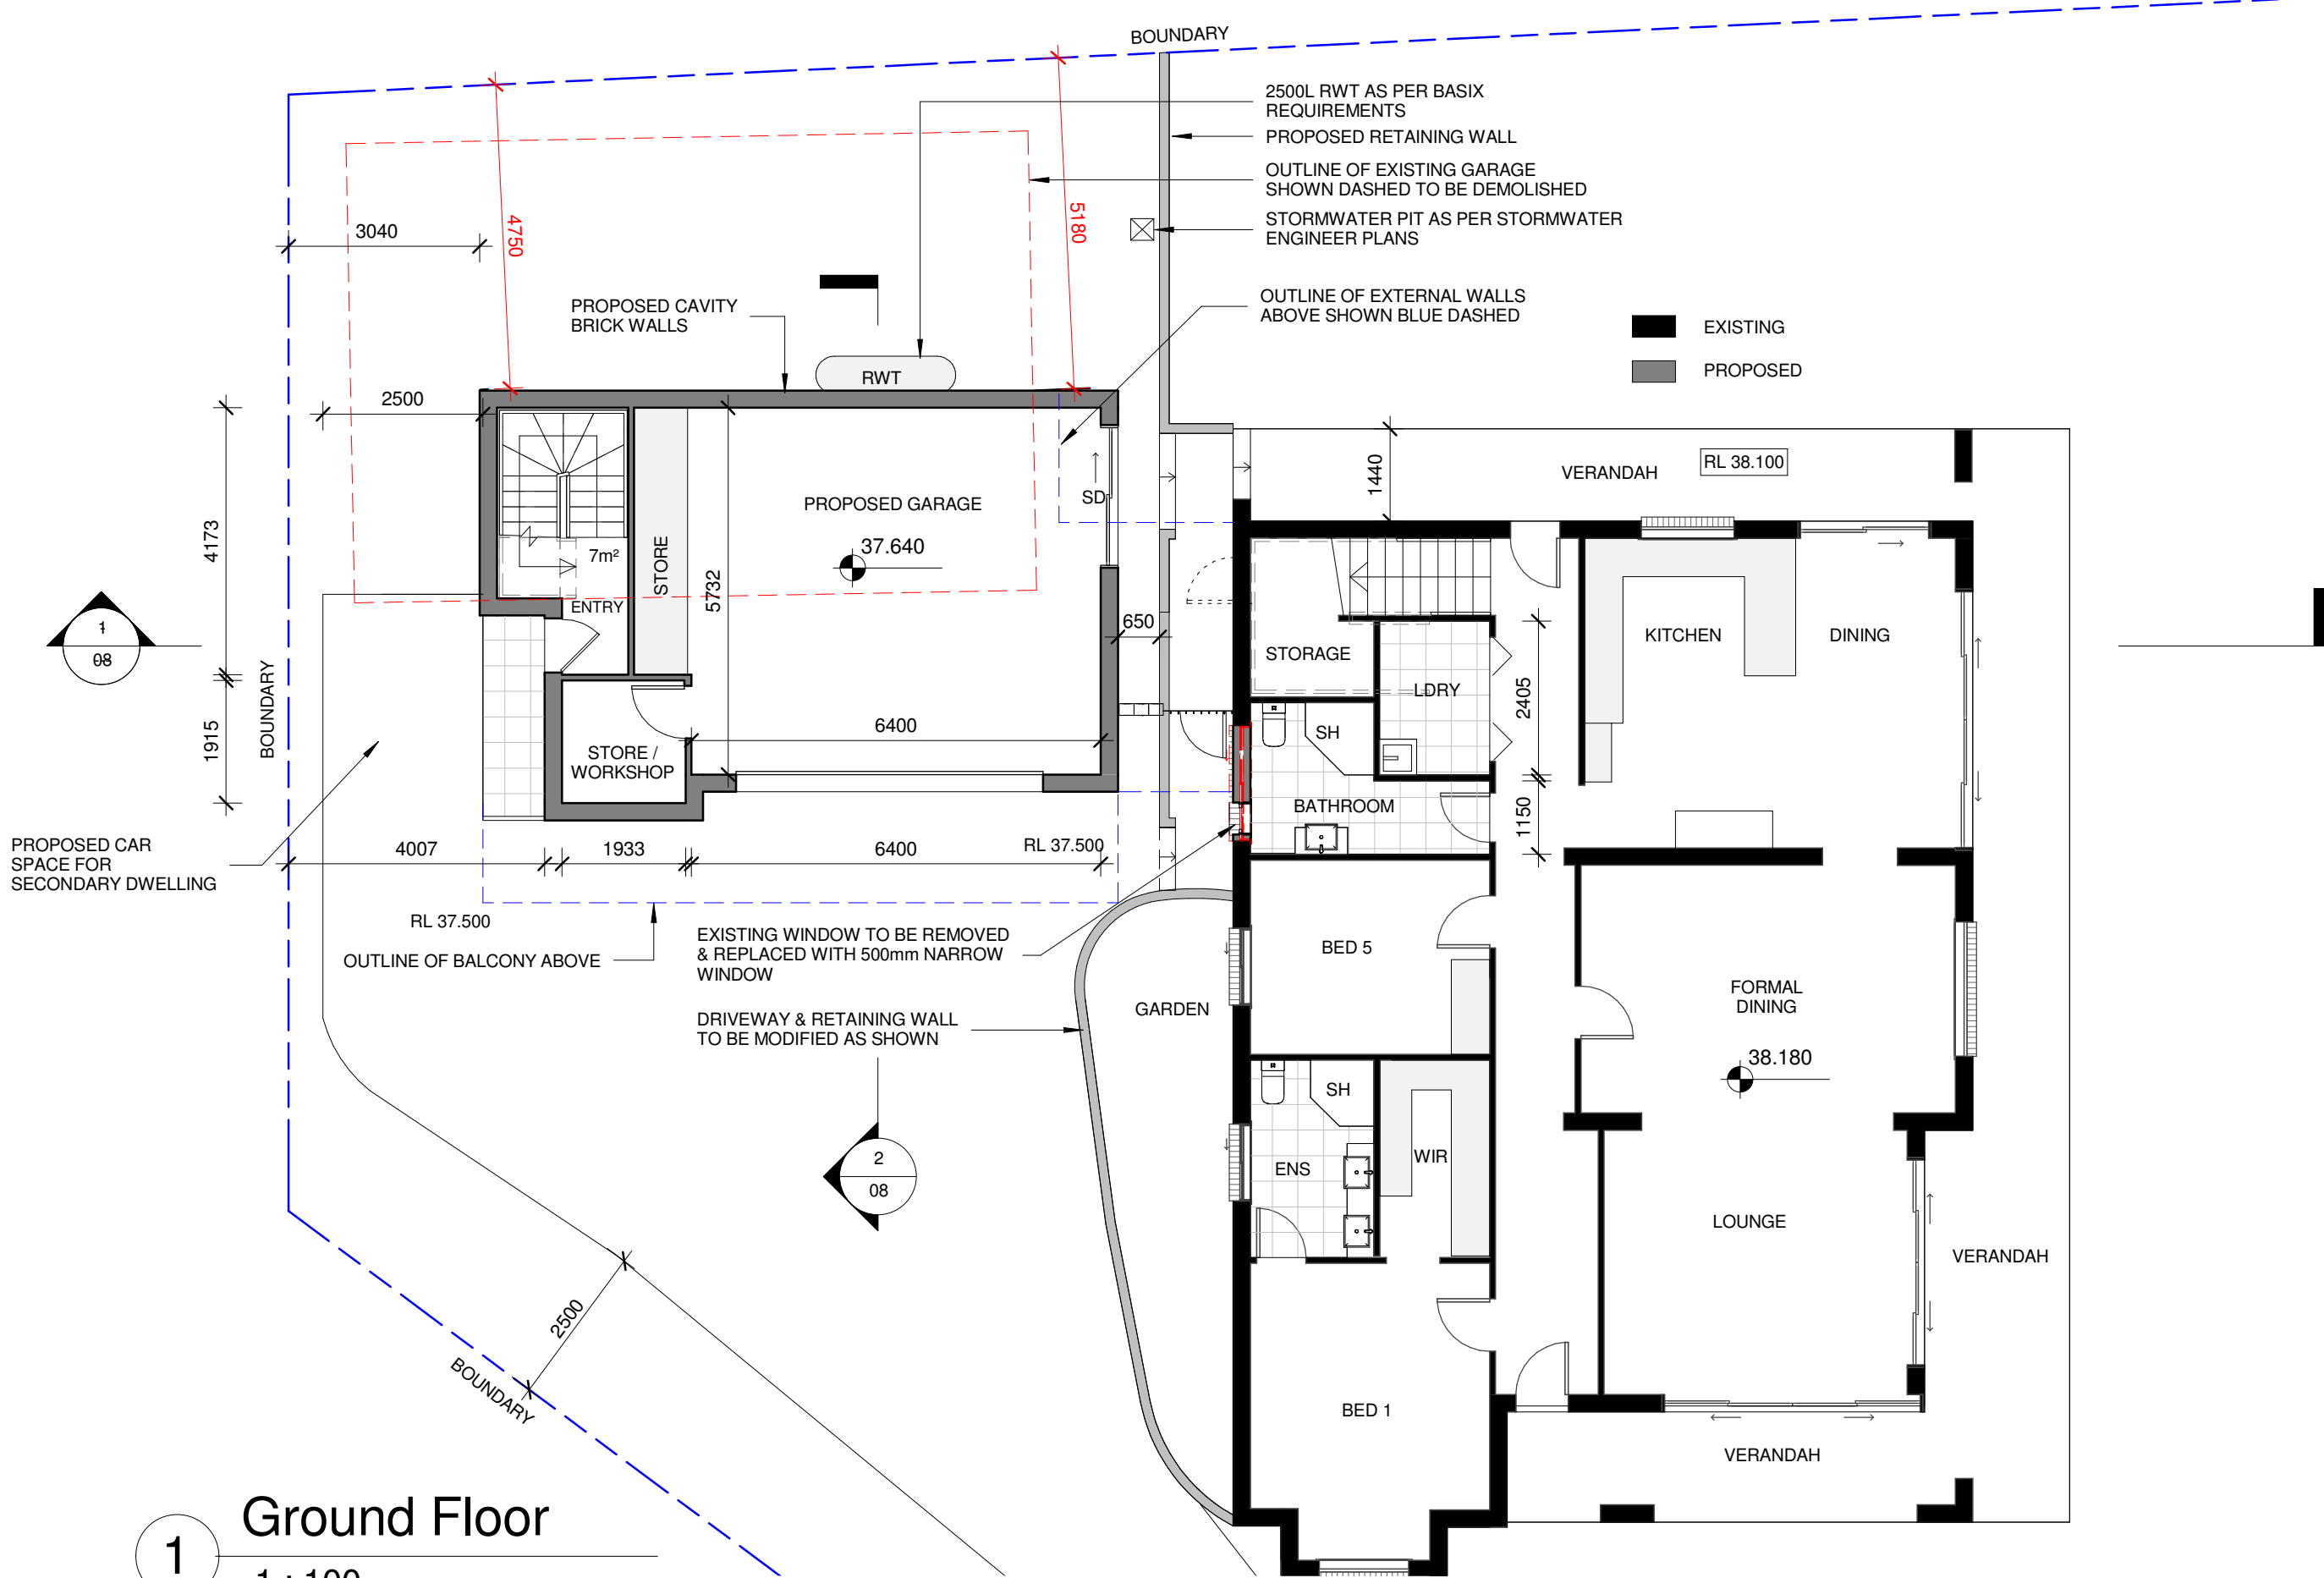 BOUNDARY
2500L RWT AS PER BASIX
REQUIREMENTS
PROPOSED RETAINING WALL
OUTLINE OF EXISTING GARAGE
SHOWN DASHED TO BE DEMOLISHED
STORMWATER PIT AS PER STORMWATER
ENGINEER PLANS
OUTLINE OF EXTERNAL WALLS
ABOVE SHOWN BLUE DASHED
EXISTING
PROPOSED
3040
4750
5180
PROPOSED CAVITY
BRICK WALLS
RWT
2500
4173
1915
7m²
ENTRY
STORE
5732
PROPOSED GARAGE
37.640
SD
650
6400
STORE /
WORKSHOP
1
08
BOUNDARY
PROPOSED CAR
SPACE FOR
SECONDARY DWELLING
4007
1933
6400
RL 37.500
RL 37.500
OUTLINE OF BALCONY ABOVE
EXISTING WINDOW TO BE REMOVED
& REPLACED WITH 500mm NARROW
WINDOW
DRIVEWAY & RETAINING WALL
TO BE MODIFIED AS SHOWN
GARDEN
2
08
2500
BOUNDARY
1440
VERANDAH
RL 38.100
STORAGE
LDRY
2405
KITCHEN
DINING
SH
BATHROOM
1150
BED 5
FORMAL
DINING
38.180
SH
ENS
WIR
LOUNGE
VERANDAH
BED 1
VERANDAH
1
Ground Floor
1 : 100